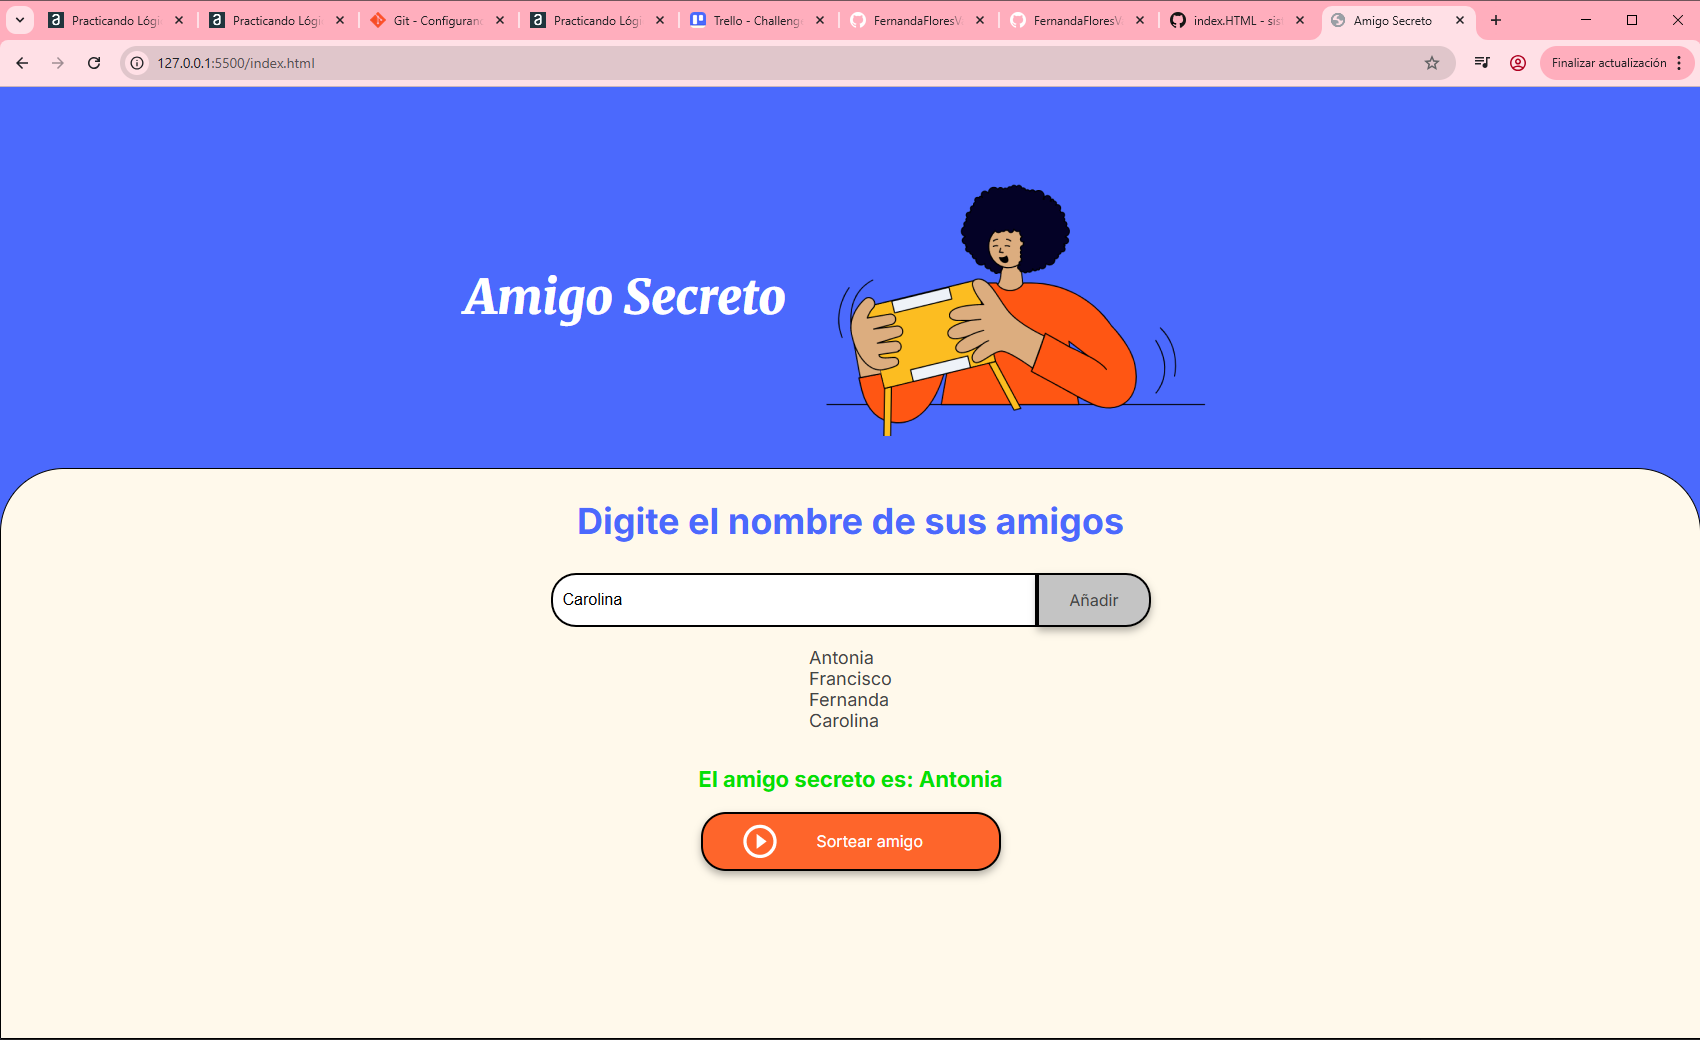 Practicando Lógi
Practicando Lógi
Git - Configuranc
Practicando Lógi
Trello - Challeng
FernandaFloresV
FernandaFloresV
index.HTML - sis
Amigo Secreto
127.0.0.1:5500/index.html
Finalizar actualización
Amigo Secreto
Digite el nombre de sus amigos
Carolina
Añadir
Antonia
Francisco
Fernanda
Carolina
El amigo secreto es: Antonia
Sortear amigo